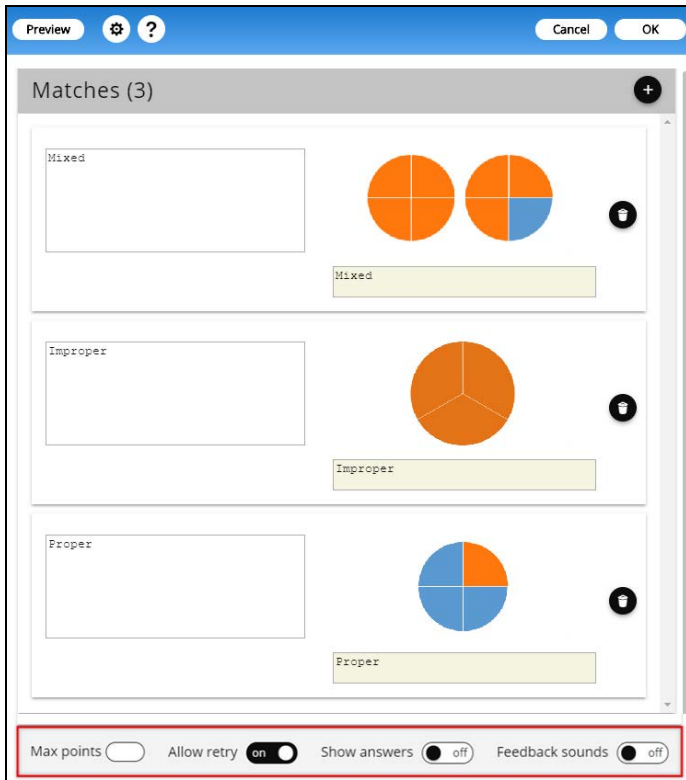 Preview ? Cancel OK
Matches (3) +
Mixed
Mixed
Improper
Improper
Proper
Proper
Max points Allow retry on Show answers off Feedback sounds off